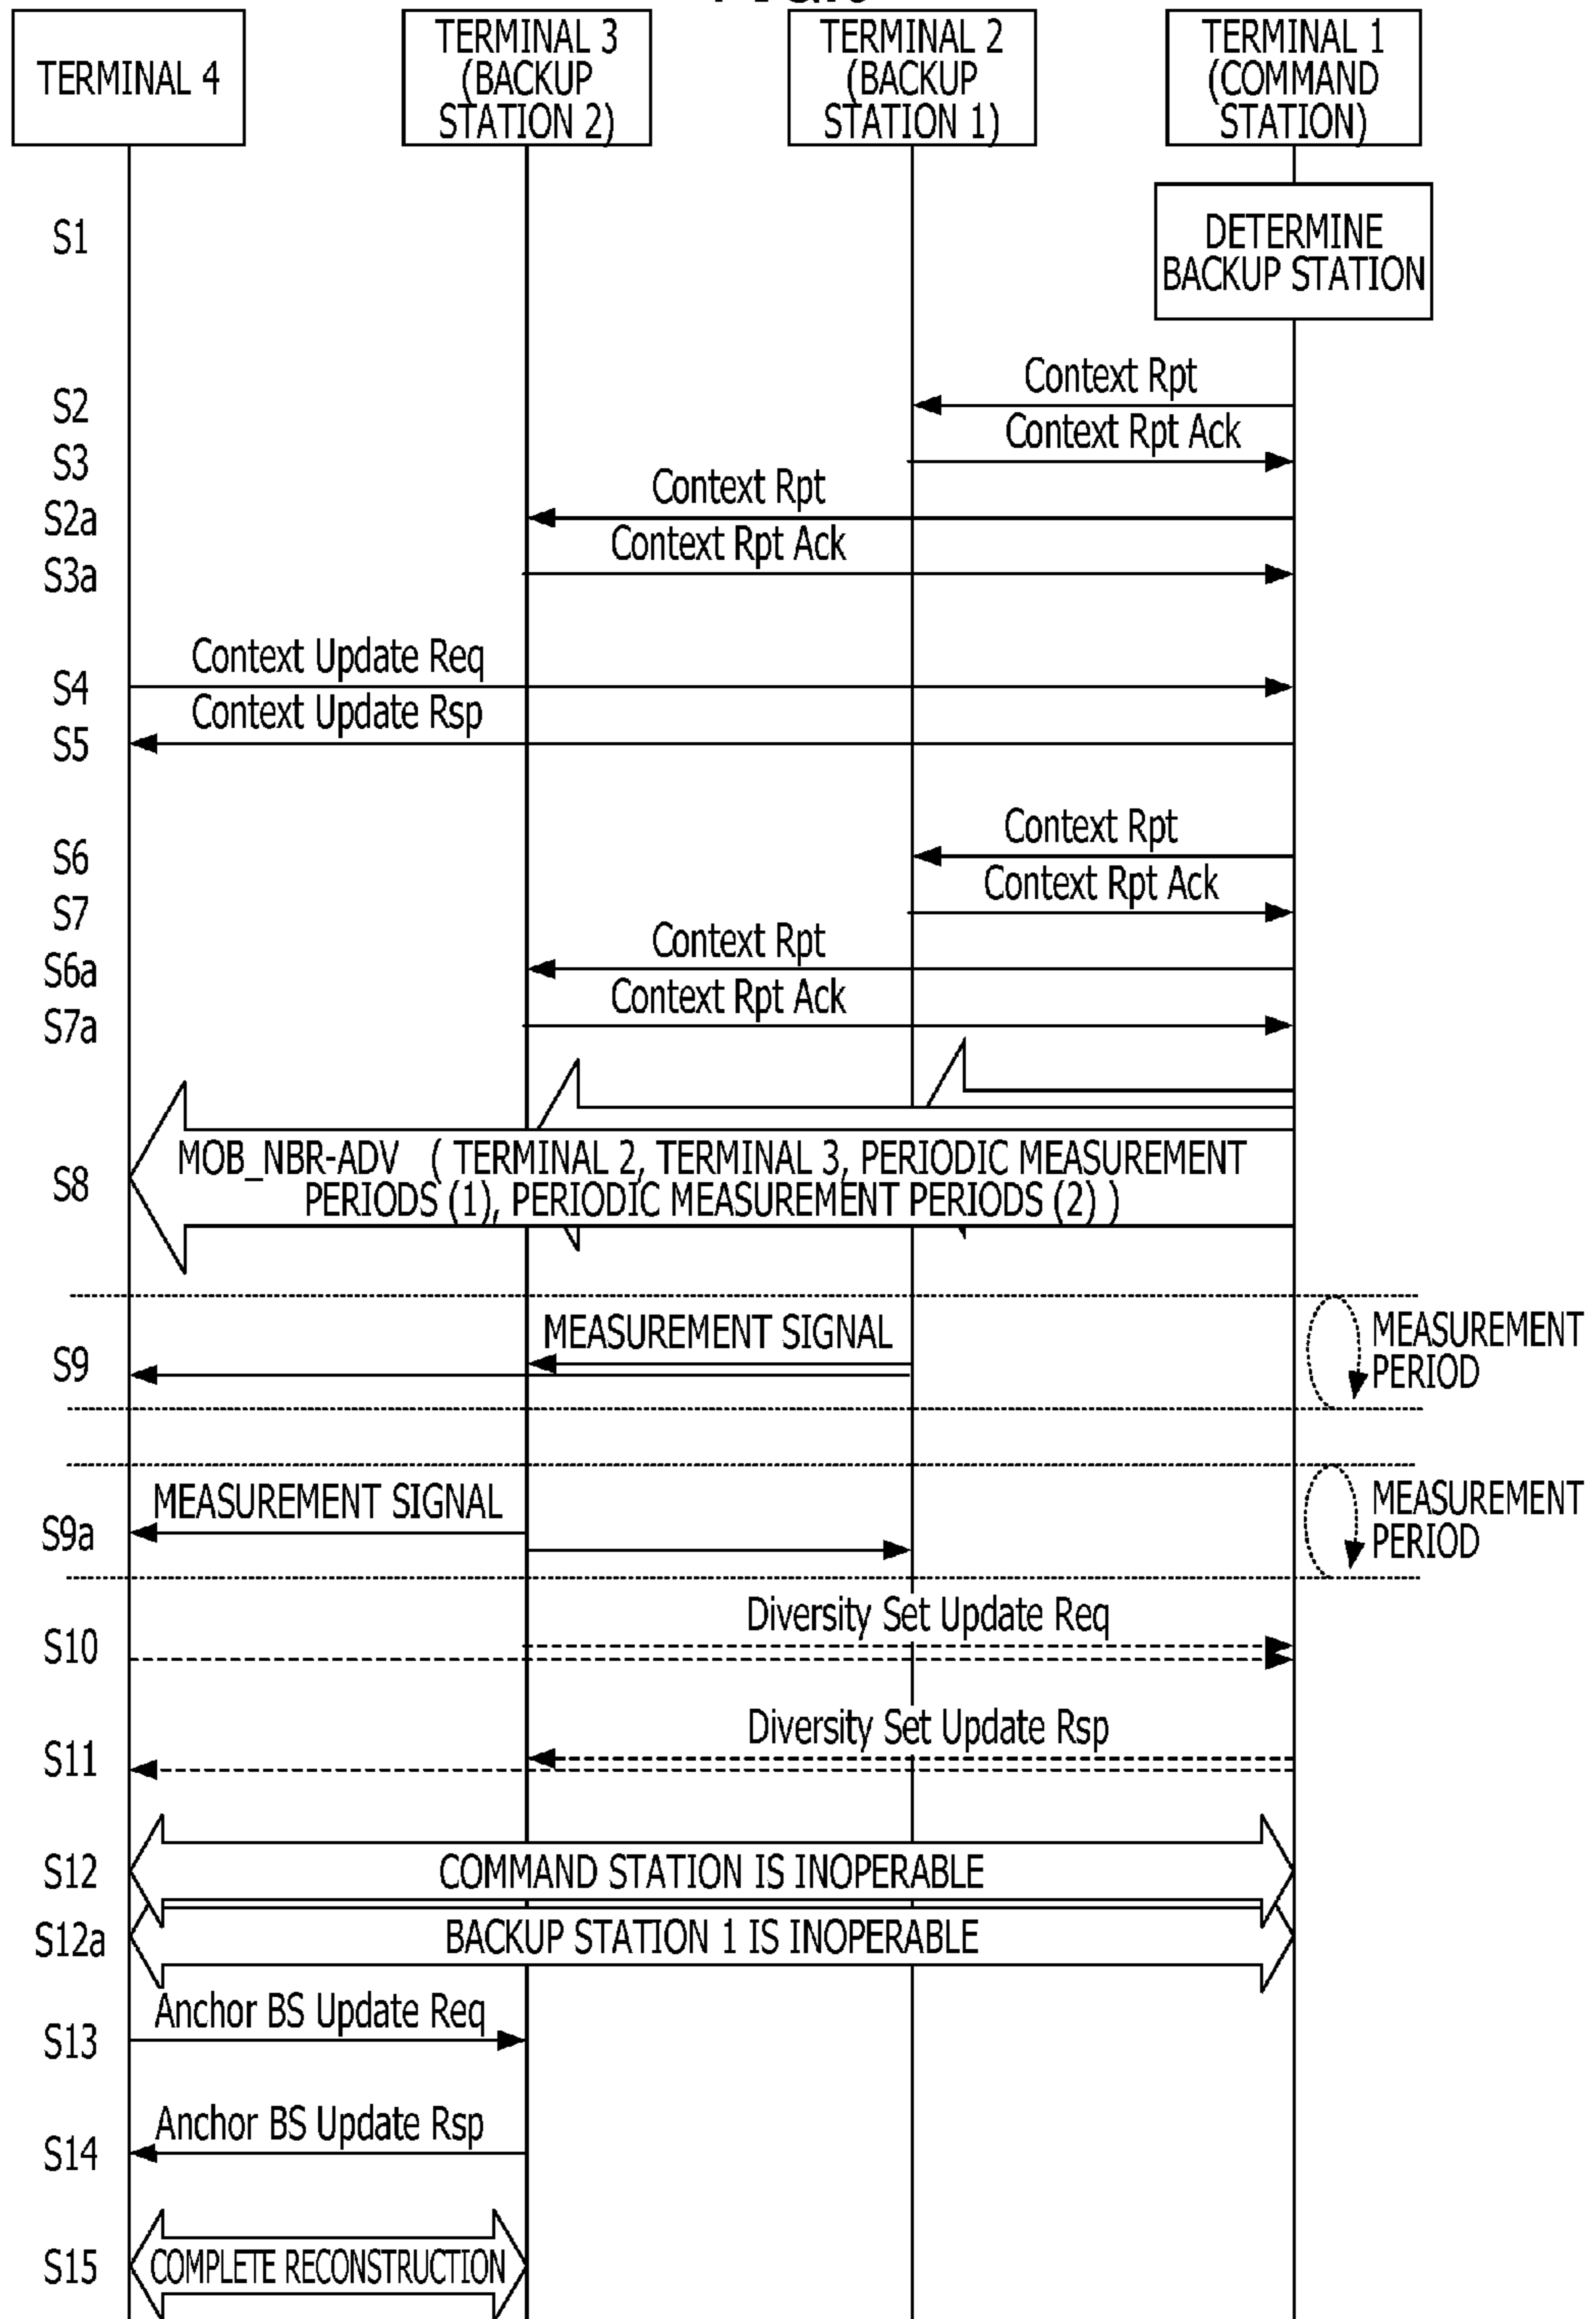 TERMINAL 4
TERMINAL 3
(BACKUP
STATION 2)
TERMINAL 2
(BACKUP
STATION 1)
TERMINAL 1
(COMMAND
STATION)
S1
DETERMINE
BACKUP STATION
Context Rpt
S2
Context Rpt Ack
S3
Context Rpt
S2a
Context Rpt Ack
S3a
Context Update Req
S4
Context Update Rsp
S5
Context Rpt
S6
Context Rpt Ack
S7
Context Rpt
S6a
Context Rpt Ack
S7a
S8
MOB_NBR-ADV ( TERMINAL 2, TERMINAL 3, PERIODIC MEASUREMENT
PERIODS (1), PERIODIC MEASUREMENT PERIODS (2) )
MEASUREMENT SIGNAL
S9
MEASUREMENT
PERIOD
MEASUREMENT SIGNAL
S9a
MEASUREMENT
PERIOD
Diversity Set Update Req
S10
Diversity Set Update Rsp
S11
S12
COMMAND STATION IS INOPERABLE
S12a
BACKUP STATION 1 IS INOPERABLE
Anchor BS Update Req
S13
Anchor BS Update Rsp
S14
S15
COMPLETE RECONSTRUCTION